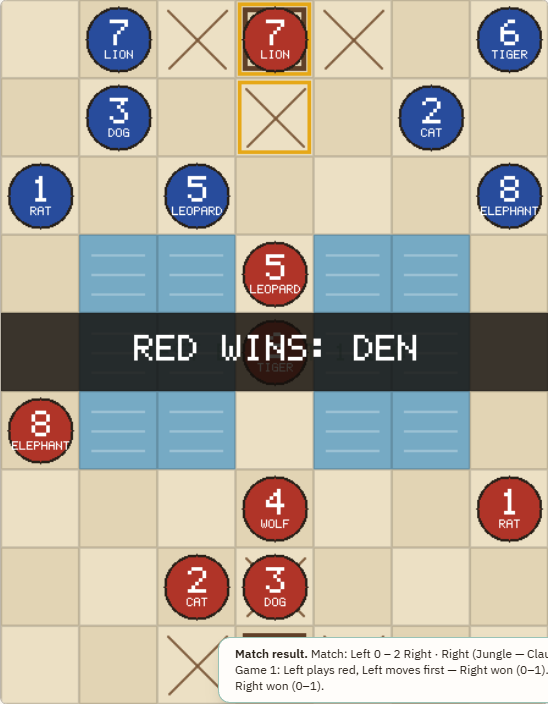 7 7 6
LION LION TIGER
3 2
DOG CAT
1 5 8
RAT LEOPARD ELEPHANT
5
LEOPARD
RED WINS: DEN
TIGER
8
ELEPHANT
4 1
WOLF RAT
2 3
CAT DOG
Match result. Match: Left 0 – 2 Right · Right (Jungle —
Game 1: Left plays red, Left moves first — Right won (0–1).
Right won (0–1).